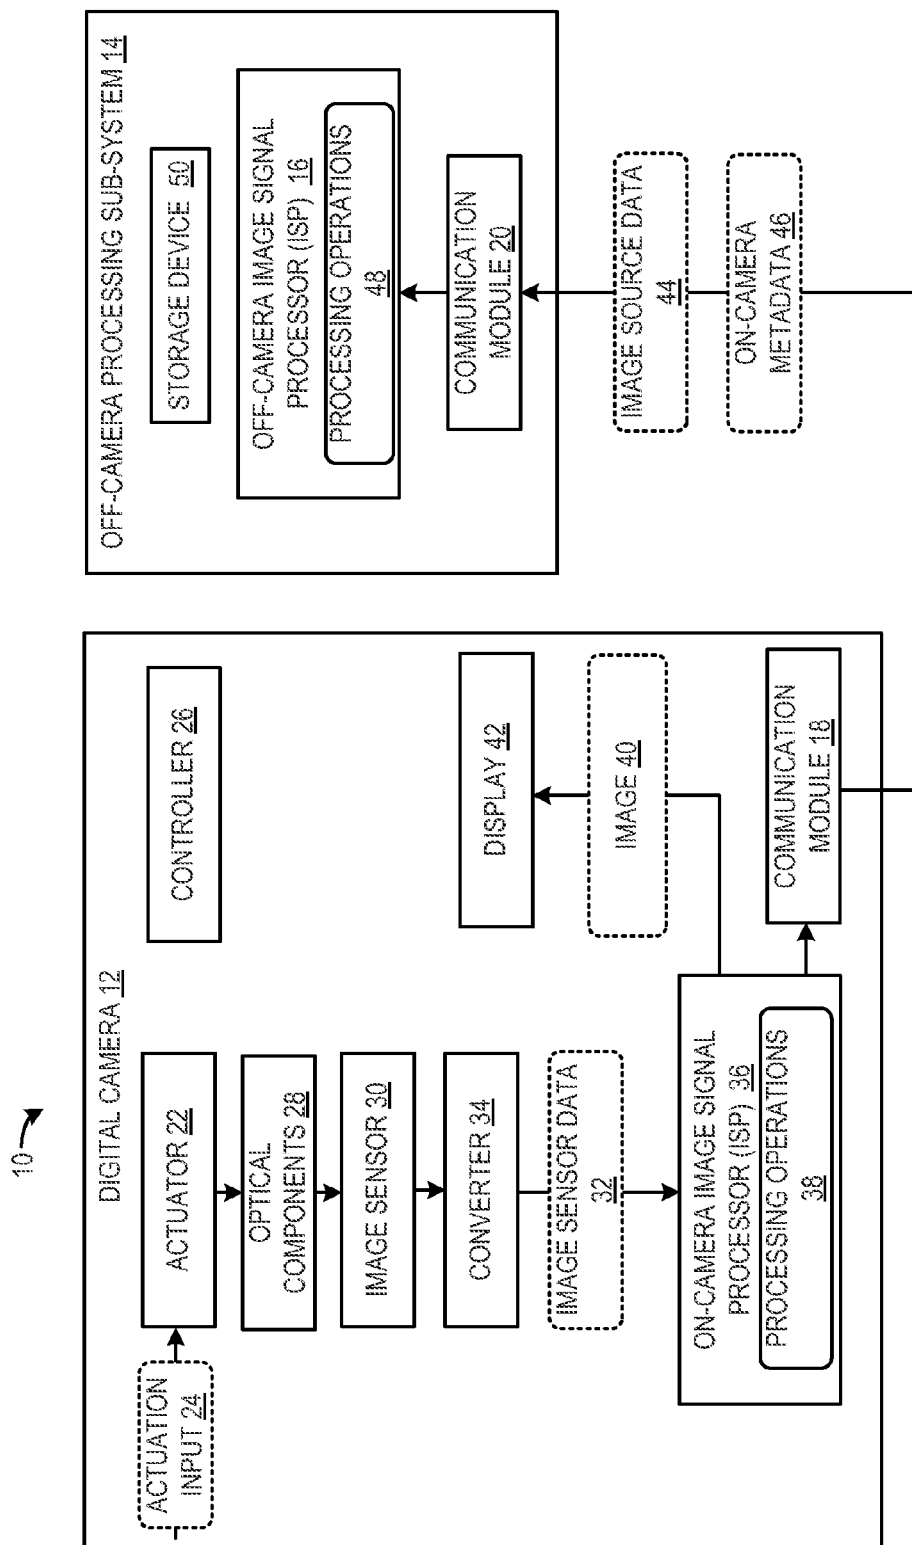 10
DIGITAL CAMERA 12
ACTUATION
INPUT 24
ACTUATOR 22
OPTICAL
COMPONENTS 28
IMAGE SENSOR 30
CONVERTER 34
IMAGE SENSOR DATA
32
ON-CAMERA IMAGE SIGNAL
PROCESSOR (ISP) 36
PROCESSING OPERATIONS
38
CONTROLLER 26
DISPLAY 42
IMAGE 40
COMMUNICATION
MODULE 18
OFF-CAMERA PROCESSING SUB-SYSTEM 14
STORAGE DEVICE 50
OFF-CAMERA IMAGE SIGNAL
PROCESSOR (ISP) 16
PROCESSING OPERATIONS
48
COMMUNICATION
MODULE 20
IMAGE SOURCE DATA
44
ON-CAMERA
METADATA 46